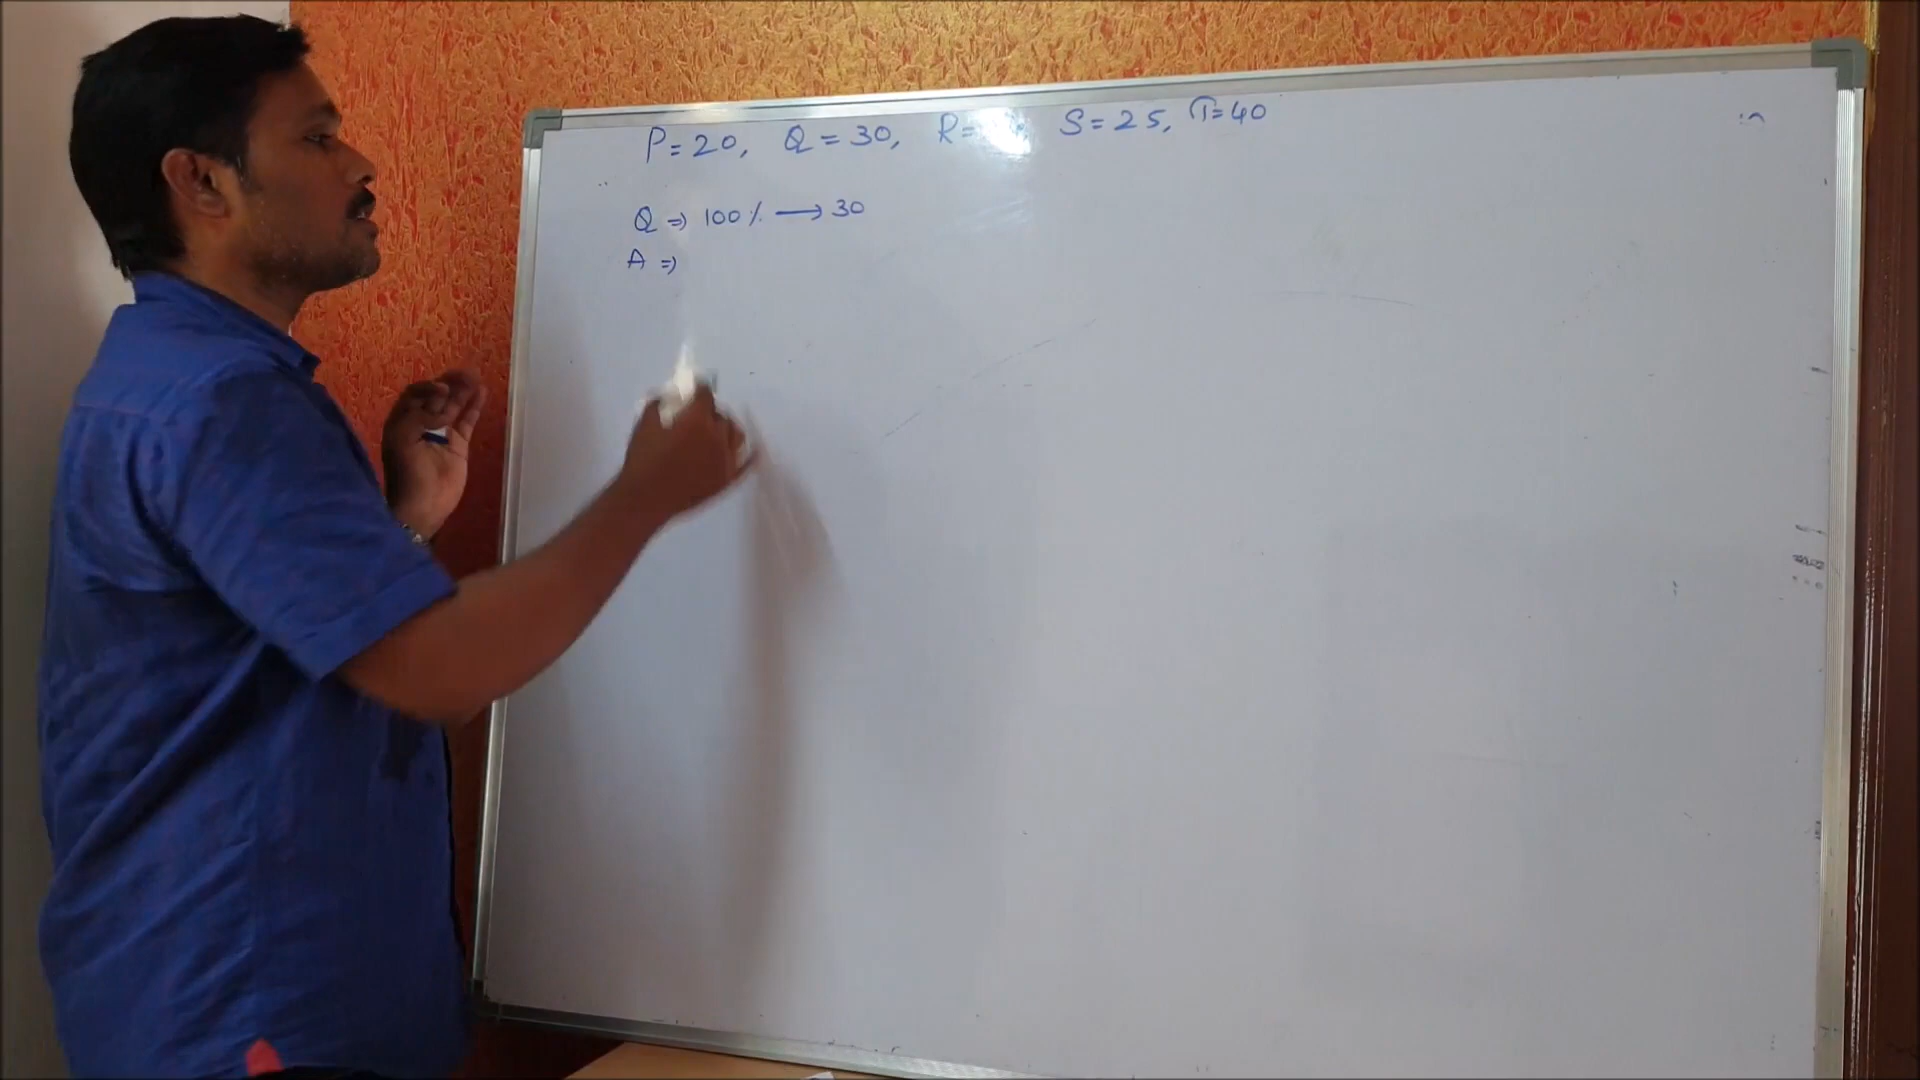 P = 20, Q = 30, R = S = 25, T = 40
Q ⇒ 100% ⟶ 30
A ⇒